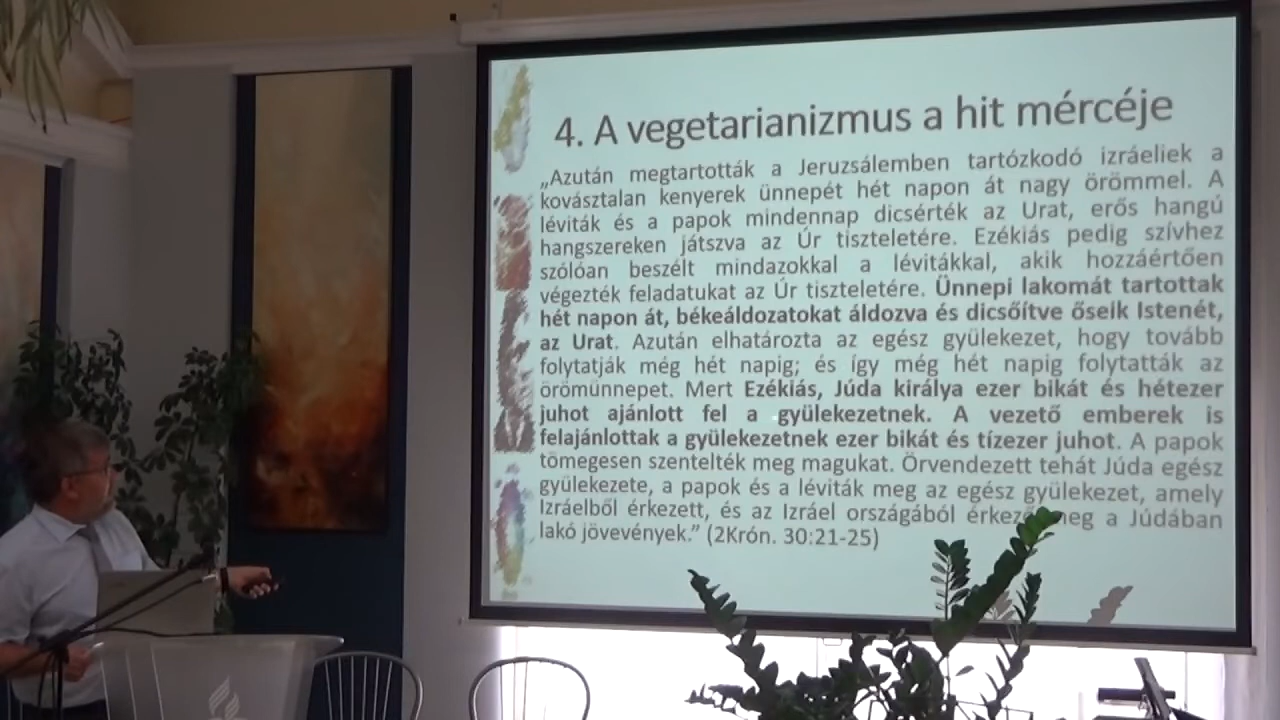 4. A vegetarianizmus a hit mércéje
„Azután megtartották a Jeruzsálemben tartózkodó izráeliek a
kovásztalan kenyerek ünnepét hét napon át nagy örömmel. A
léviták és a papok mindennap dicsérték az Urat, erős hangú
hangszereken játszva az Úr tiszteletére. Ezékiás pedig szívhez
szólóan beszélt mindazokkal a lévitákkal, akik hozzáértően
végezték feladatukat az Úr tiszteletére. Ünnepi lakomát tartottak
hét napon át, békeáldozatokat áldozva és dicsőítve őseik Istenét,
az Urat. Azután elhatározta az egész gyülekezet, hogy tovább
folytatják még hét napig; és így még hét napig folytatták az
örömünnepet. Mert Ezékiás, Júda királya ezer bikát és hétezer
juhot ajánlott fel a gyülekezetnek. A vezető emberek is
felajánlottak a gyülekezetnek ezer bikát és tízezer juhot. A papok
tömegesen szentelték meg magukat. Örvendezett tehát Júda egész
gyülekezete, a papok és a léviták meg az egész gyülekezet, amely
Izráelből érkezett, és az Izráel országából meg a Júdában
lakó jövevények.” (2Krón. 30:21-25)